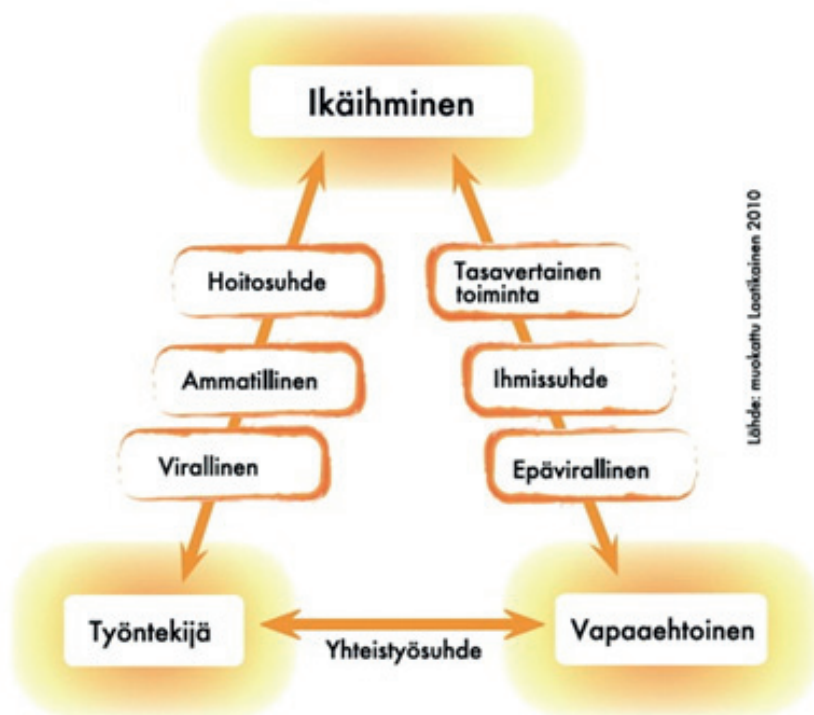 Ikäihminen
Hoitosuhde
Ammatillinen
Virallinen
Tasavertainen
toiminta
Ihmissuhde
Epävirallinen
Työntekijä
Yhteistyösuhde
Vapaaehtoinen
Lähde: muokattu Laatikainen 2010